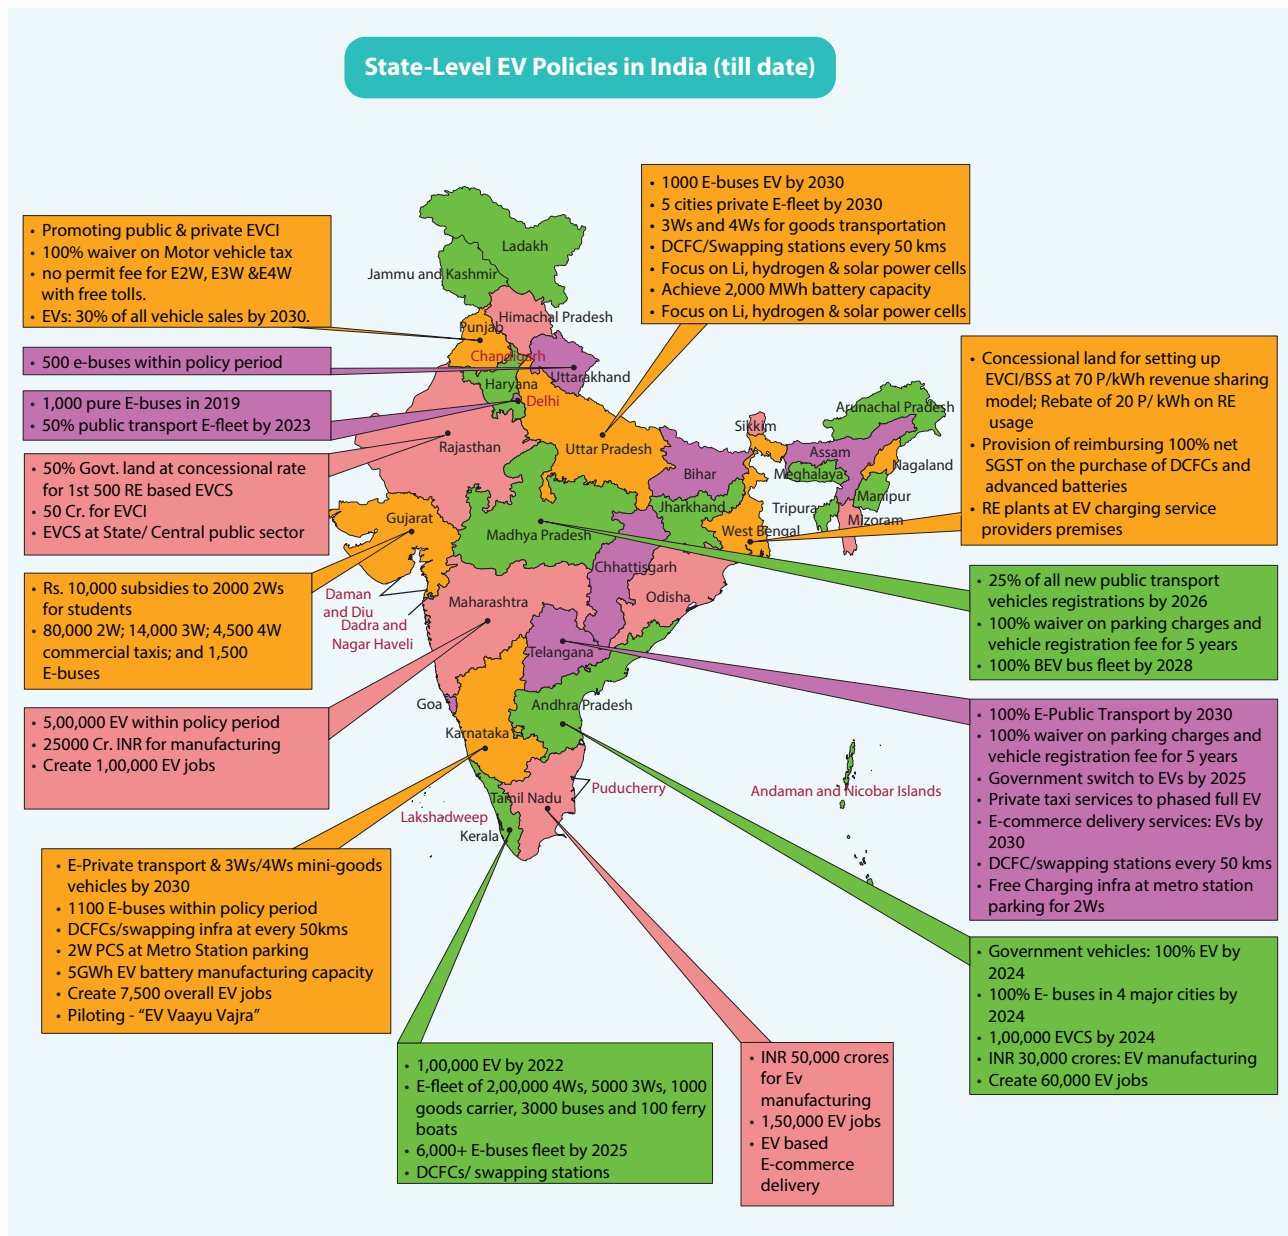 State-Level EV Policies in India (till date)
• 1000 E-buses EV by 2030
• 5 cities private E-fleet by 2030
• 3Ws and 4Ws for goods transportation
• DCFC/Swapping stations every 50 kms
• Focus on Li, hydrogen & solar power cells
• Achieve 2,000 MWh battery capacity
• Focus on Li, hydrogen & solar power cells
• Promoting public & private EVCI
• 100% waiver on Motor vehicle tax
• no permit fee for E2W, E3W &E4W
with free tolls.
• EVs: 30% of all vehicle sales by 2030.
• 500 e-buses within policy period
• 1,000 pure E-buses in 2019
• 50% public transport E-fleet by 2023
• 50% Govt. land at concessional rate
for 1st 500 RE based EVCS
• 50 Cr. for EVCI
• EVCS at State/ Central public sector
• Rs. 10,000 subsidies to 2000 2Ws
for students
• 80,000 2W; 14,000 3W; 4,500 4W
commercial taxis; and 1,500
E-buses
• 5,00,000 EV within policy period
• 25000 Cr. INR for manufacturing
• Create 1,00,000 EV jobs
• E-Private transport & 3Ws/4Ws mini-goods
vehicles by 2030
• 1100 E-buses within policy period
• DCFCs/swapping infra at every 50kms
• 2W PCS at Metro Station parking
• 5GWh EV battery manufacturing capacity
• Create 7,500 overall EV jobs
• Piloting - “EV Vaayu Vajra”
Ladakh
Jammu and Kashmir
Himachal Pradesh
Punjab
Chandigarh
Uttarakhand
Haryana
Delhi
Arunachal Pradesh
Sikkim
Rajasthan
Uttar Pradesh
Assam
Nagaland
Bihar
Meghalaya
Manipur
Jharkhand
Tripura
Mizoram
Gujarat
West Bengal
Madhya Pradesh
Chhattisgarh
Daman
and Diu
Maharashtra
Odisha
Dadra and
Nagar Haveli
Telangana
Goa
Andhra Pradesh
Karnataka
Puducherry
Andaman and Nicobar Islands
Tamil Nadu
Lakshadweep
Kerala
• Concessional land for setting up
EVCI/BSS at 70 P/kWh revenue sharing
model; Rebate of 20 P/ kWh on RE
usage
• Provision of reimbursing 100% net
SGST on the purchase of DCFCs and
advanced batteries
• RE plants at EV charging service
providers premises
• 25% of all new public transport
vehicles registrations by 2026
• 100% waiver on parking charges and
vehicle registration fee for 5 years
• 100% BEV bus fleet by 2028
• 100% E-Public Transport by 2030
• 100% waiver on parking charges and
vehicle registration fee for 5 years
• Government switch to EVs by 2025
• Private taxi services to phased full EV
• E-commerce delivery services: EVs by
2030
• DCFC/swapping stations every 50 kms
• Free Charging infra at metro station
parking for 2Ws
• Government vehicles: 100% EV by
2024
• 100% E- buses in 4 major cities by
2024
• 1,00,000 EVCS by 2024
• INR 30,000 crores: EV manufacturing
• Create 60,000 EV jobs
• 1,00,000 EV by 2022
• E-fleet of 2,00,000 4Ws, 5000 3Ws, 1000
goods carrier, 3000 buses and 100 ferry
boats
• 6,000+ E-buses fleet by 2025
• DCFCs/ swapping stations
• INR 50,000 crores
for Ev
manufacturing
• 1,50,000 EV jobs
• EV based
E-commerce
delivery